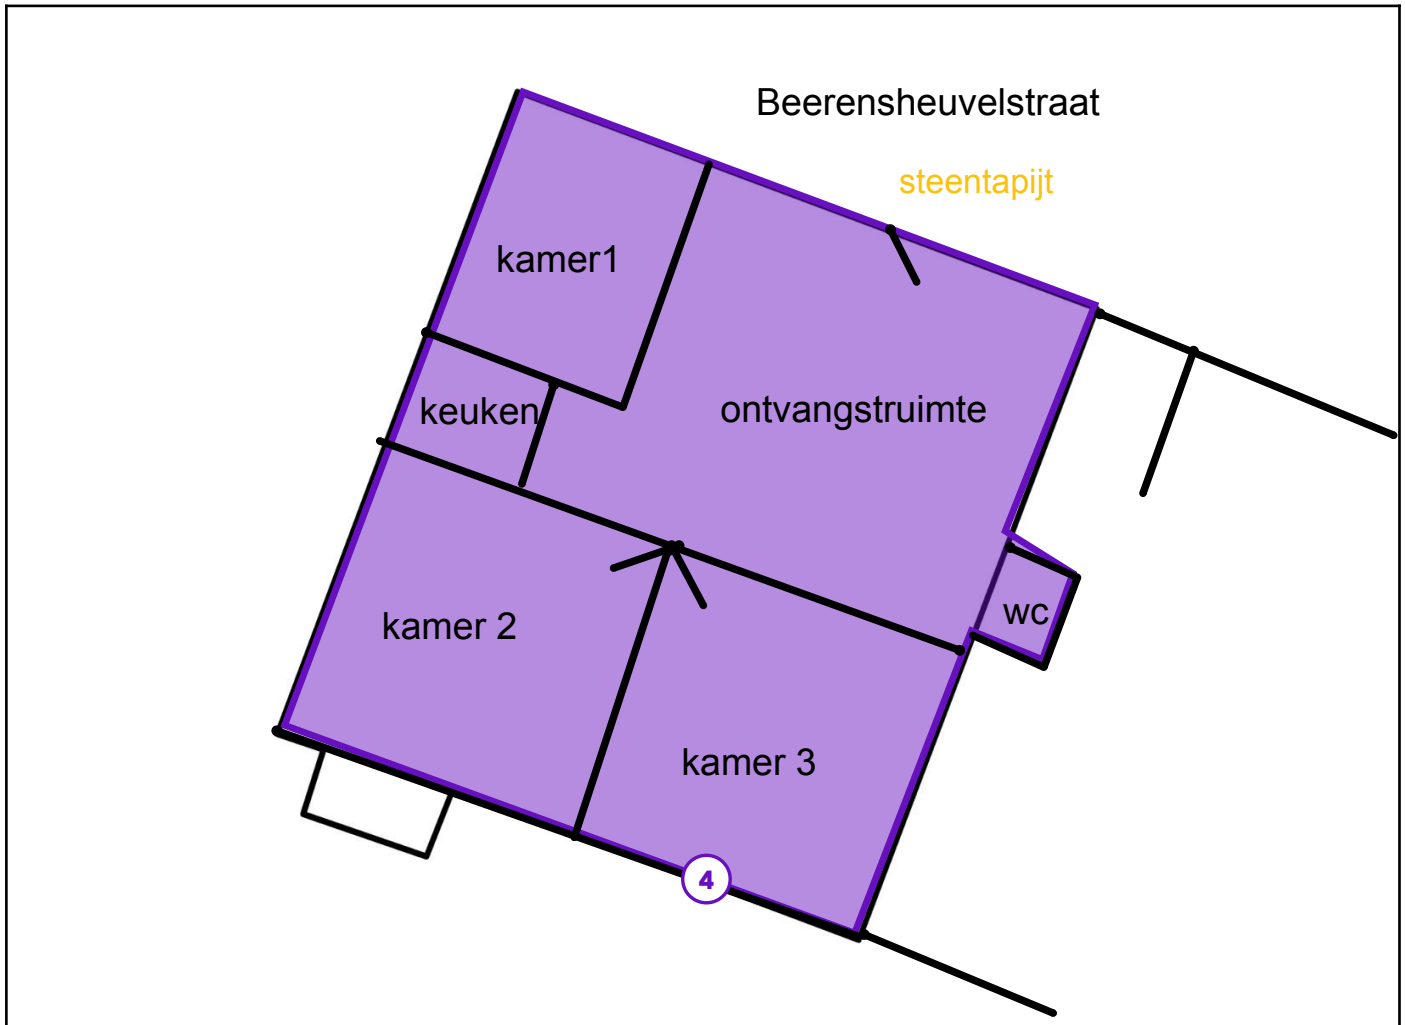 Beerensheuvelstraat
steentapijt
kamer1
keuken
ontvangstruimte
wc
kamer 2
kamer 3
4